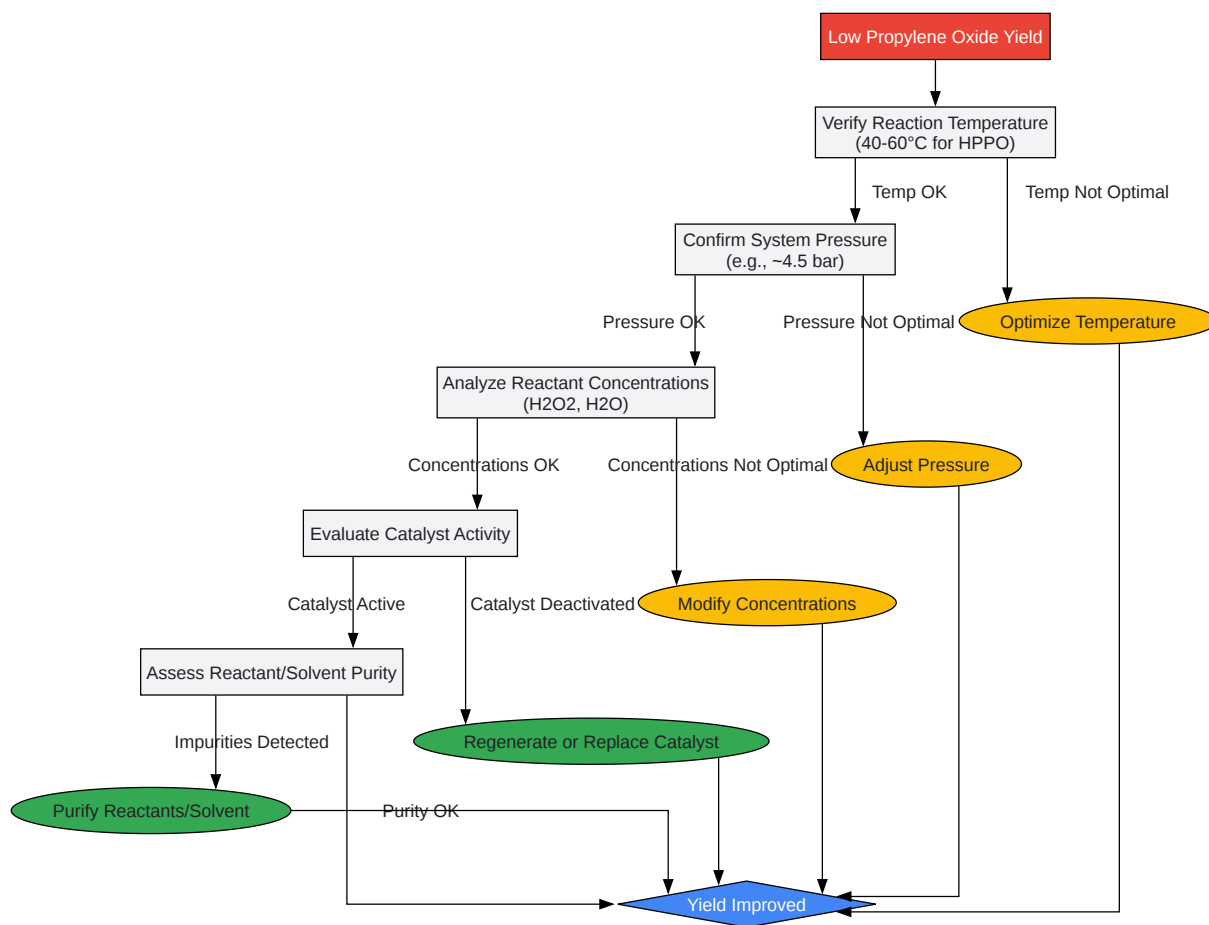 Low Propylene Oxide Yield
Verify Reaction Temperature
(40-60°C for HPPO)
Temp OK
Temp Not Optimal
Confirm System Pressure
(e.g., ~4.5 bar)
Pressure OK
Pressure Not Optimal
Optimize Temperature
Analyze Reactant Concentrations
(H2O2, H2O)
Concentrations OK
Concentrations Not Optimal
Adjust Pressure
Evaluate Catalyst Activity
Catalyst Active
Catalyst Deactivated
Modify Concentrations
Assess Reactant/Solvent Purity
Impurities Detected
Regenerate or Replace Catalyst
Purify Reactants/Solvent
Purity OK
Yield Improved